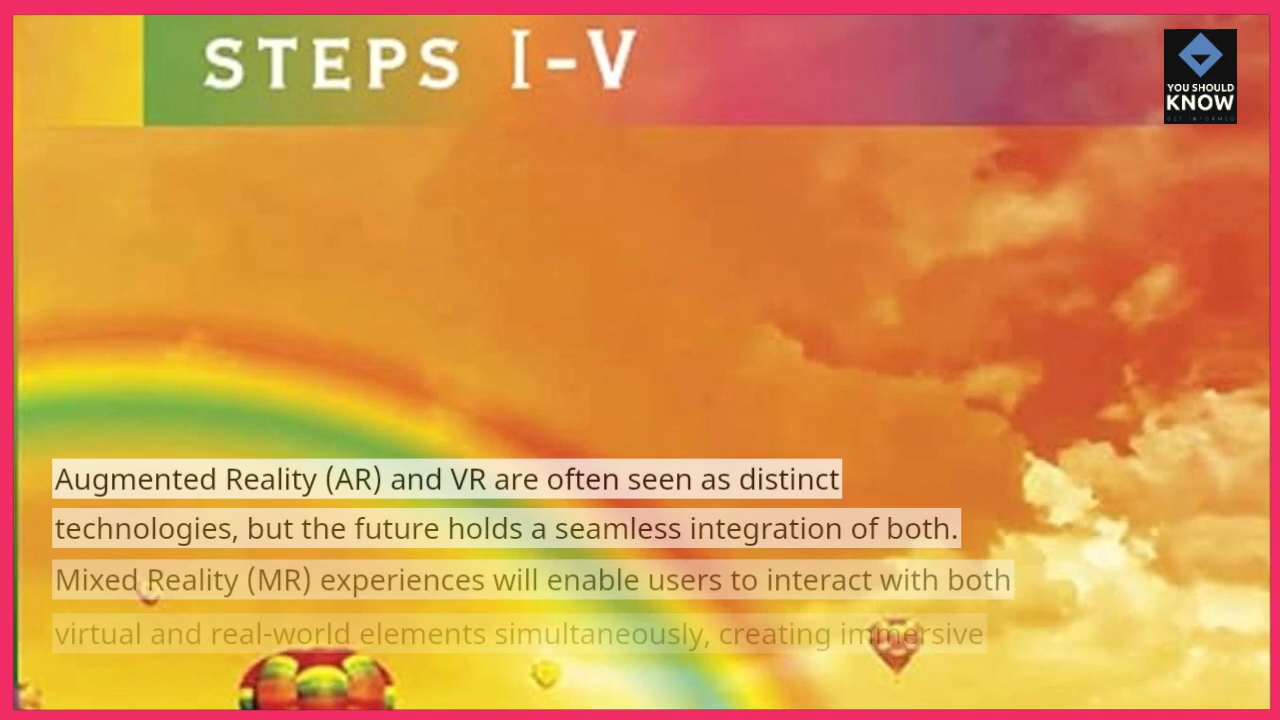 STEPS I-V
YOU SHOULD
KNOW
GET INFORMED
Augmented Reality (AR) and VR are often seen as distinct
technologies, but the future holds a seamless integration of both.
Mixed Reality (MR) experiences will enable users to interact with both
virtual and real-world elements simultaneously, creating immersive